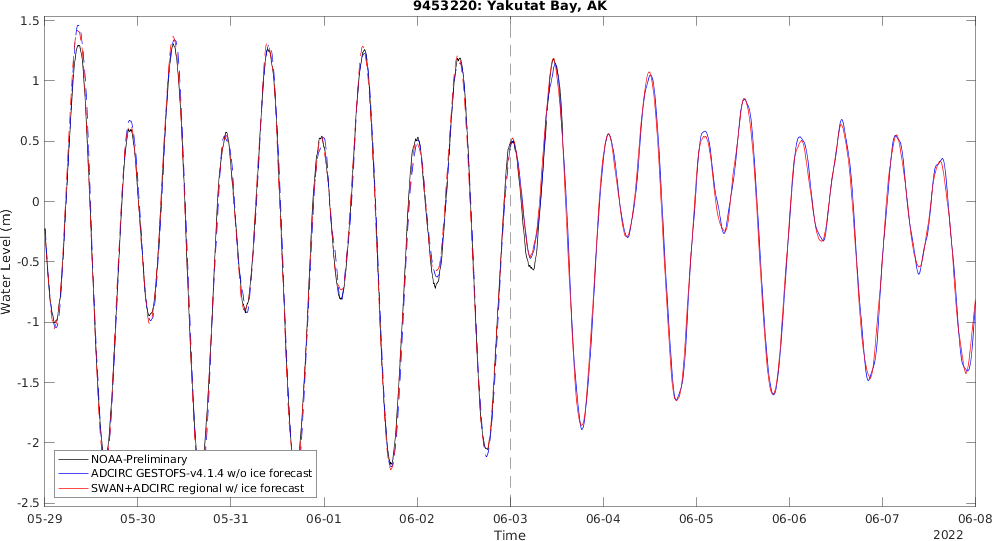 9453220: Yakutat Bay, AK
Water Level (m)
1.5
1
0.5
0
-0.5
-1
-1.5
-2
-2.5
NOAA-Preliminary
ADCIRC GESTOFS-v4.1.4 w/o ice forecast
SWAN+ADCIRC regional w/ ice forecast
05-29 05-30 05-31 06-01 06-02 06-03 06-04 06-05 06-06 06-07 06-08
Time
2022